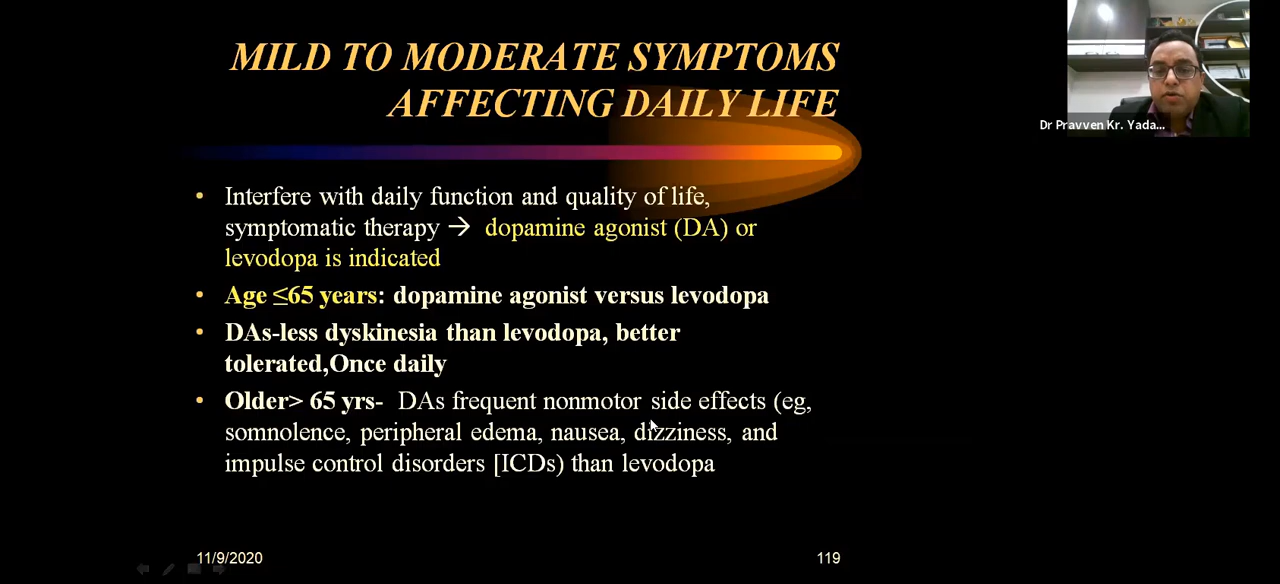 MILD TO MODERATE SYMPTOMS
AFFECTING DAILY LIFE
Dr Pravven Kr. Yada...
• Interfere with daily function and quality of life,
symptomatic therapy → dopamine agonist (DA) or
levodopa is indicated
• Age ≤65 years: dopamine agonist versus levodopa
• DAs-less dyskinesia than levodopa, better
tolerated,Once daily
• Older> 65 yrs- DAs frequent nonmotor side effects (eg,
somnolence, peripheral edema, nausea, dizziness, and
impulse control disorders [ICDs) than levodopa
11/9/2020
119